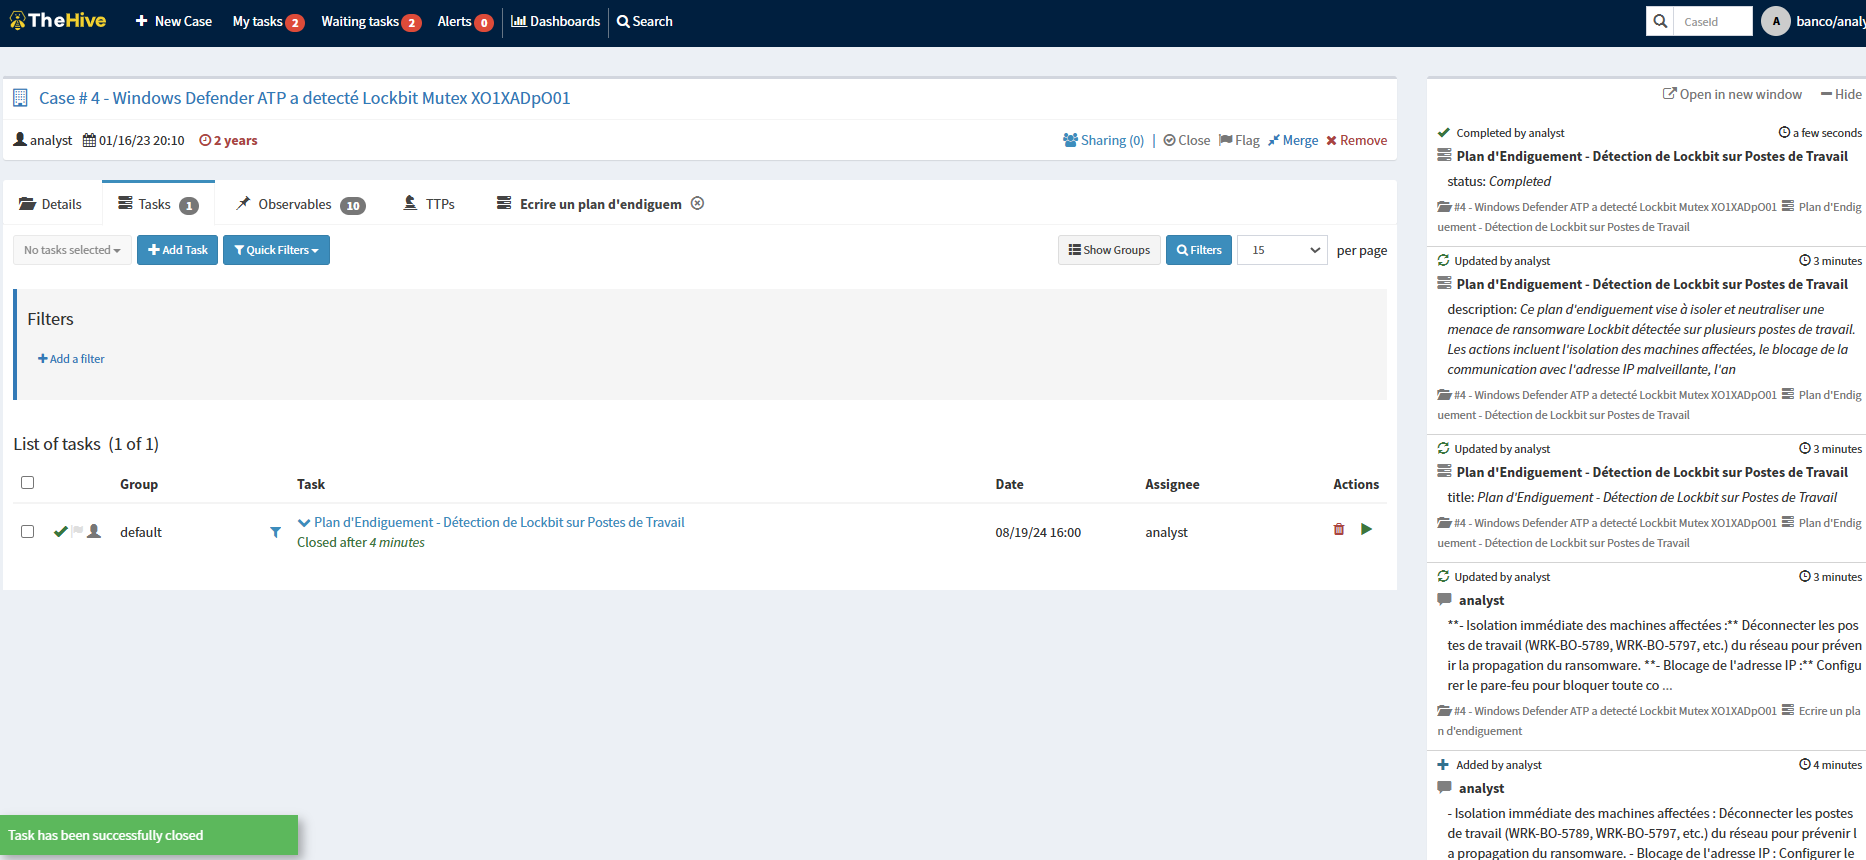 TheHive
New Case
My tasks 2
Waiting tasks 2
Alerts 0
Dashboards
Search
CaseId
A
banco/analy
Case # 4 - Windows Defender ATP a detecté Lockbit Mutex XO1XADpO01
analyst 01/16/23 20:10 2 years
Sharing (0) | Close Flag Merge Remove
Details
Tasks 1
Observables 10
TTPs
Ecrire un plan d'endiguem
No tasks selected
Add Task
Quick Filters
Show Groups
Filters
15
per page
Filters
Add a filter
List of tasks (1 of 1)
Group Task Date Assignee Actions
default
Plan d'Endiguement - Détection de Lockbit sur Postes de Travail
Closed after 4 minutes
08/19/24 16:00
analyst
Task has been successfully closed
Open in new window Hide
Completed by analyst a few seconds
Plan d'Endiguement - Détection de Lockbit sur Postes de Travail
status: Completed
#4 - Windows Defender ATP a detecté Lockbit Mutex XO1XADpO01 Plan d'Endig
uement - Détection de Lockbit sur Postes de Travail
Updated by analyst 3 minutes
Plan d'Endiguement - Détection de Lockbit sur Postes de Travail
description: Ce plan d'endiguement vise à isoler et neutraliser une
menace de ransomware Lockbit détectée sur plusieurs postes de travail.
Les actions incluent l'isolation des machines affectées, le blocage de la
communication avec l'adresse IP malveillante, l'an
#4 - Windows Defender ATP a detecté Lockbit Mutex XO1XADpO01 Plan d'Endig
uement - Détection de Lockbit sur Postes de Travail
Updated by analyst 3 minutes
Plan d'Endiguement - Détection de Lockbit sur Postes de Travail
title: Plan d'Endiguement - Détection de Lockbit sur Postes de Travail
#4 - Windows Defender ATP a detecté Lockbit Mutex XO1XADpO01 Plan d'Endig
uement - Détection de Lockbit sur Postes de Travail
Updated by analyst 3 minutes
analyst
**- Isolation immédiate des machines affectées :** Déconnecter les pos
tes de travail (WRK-BO-5789, WRK-BO-5797, etc.) du réseau pour préven
ir la propagation du ransomware. **- Blocage de l'adresse IP :** Configu
rer le pare-feu pour bloquer toute co ...
#4 - Windows Defender ATP a detecté Lockbit Mutex XO1XADpO01 Ecrire un pla
n d'endiguement
Added by analyst 4 minutes
analyst
- Isolation immédiate des machines affectées : Déconnecter les postes
de travail (WRK-BO-5789, WRK-BO-5797, etc.) du réseau pour prévenir l
a propagation du ransomware. - Blocage de l'adresse IP : Configurer le